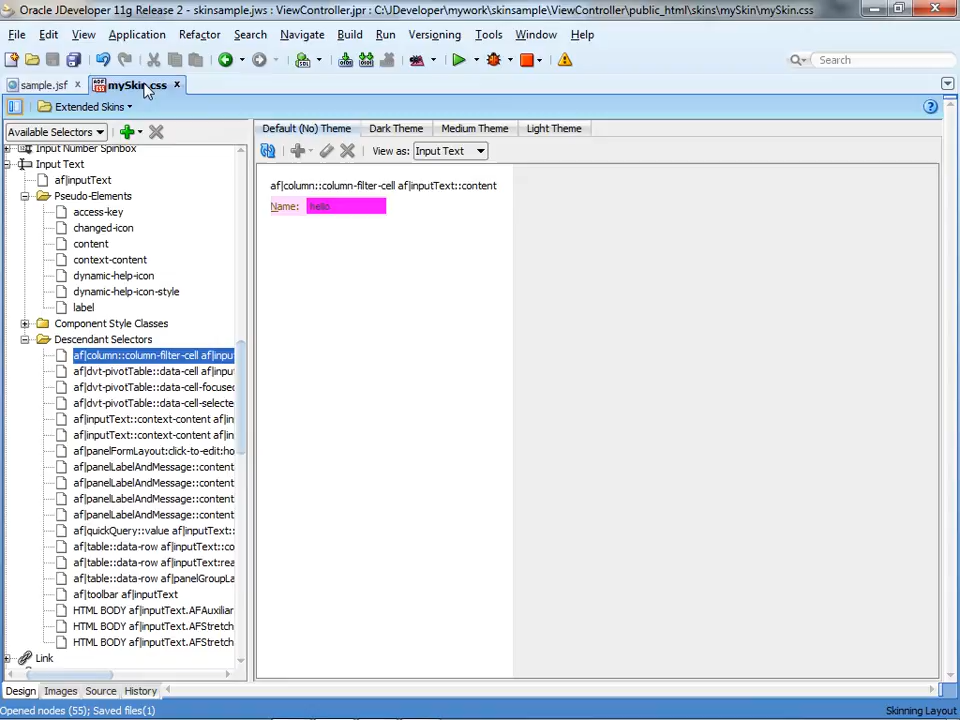 Oracle JDeveloper 11g Release 2 - skinsample.jws : ViewController.jpr : C:\JDeveloper\mywork\skinsample\ViewController\public_html\skins\mySkin\mySkin.css
File Edit View Application Refactor Search Navigate Build Run Versioning Tools Window Help
Search
sample.jsf mySkin.css
Extended Skins
Available Selectors
Default (No) Theme Dark Theme Medium Theme Light Theme
View as: Input Text
Input Number Spinbox
Input Text
af|inputText
Pseudo-Elements
access-key
changed-icon
content
context-content
dynamic-help-icon
dynamic-help-icon-style
label
Component Style Classes
Descendant Selectors
af|column::column-filter-cell af|inpu
af|dvt-pivotTable::data-cell af|input
af|dvt-pivotTable::data-cell-focused
af|dvt-pivotTable::data-cell-selecte
af|inputText::context-content af|in
af|inputText::context-content af|in
af|panelFormLayout:click-to-edit:ho
af|panelLabelAndMessage::content
af|panelLabelAndMessage::content
af|panelLabelAndMessage::content
af|panelLabelAndMessage::content
af|quickQuery::value af|inputText::
af|table::data-row af|inputText::co
af|table::data-row af|inputText:rea
af|table::data-row af|panelGroupLa
af|toolbar af|inputText
HTML BODY af|inputText.AFAuxiliar
HTML BODY af|inputText.AFStretch
HTML BODY af|inputText.AFStretch
Link
af|column::column-filter-cell af|inputText::content
Name: hello
Design Images Source History
Opened nodes (55); Saved files(1)
Skinning Layout